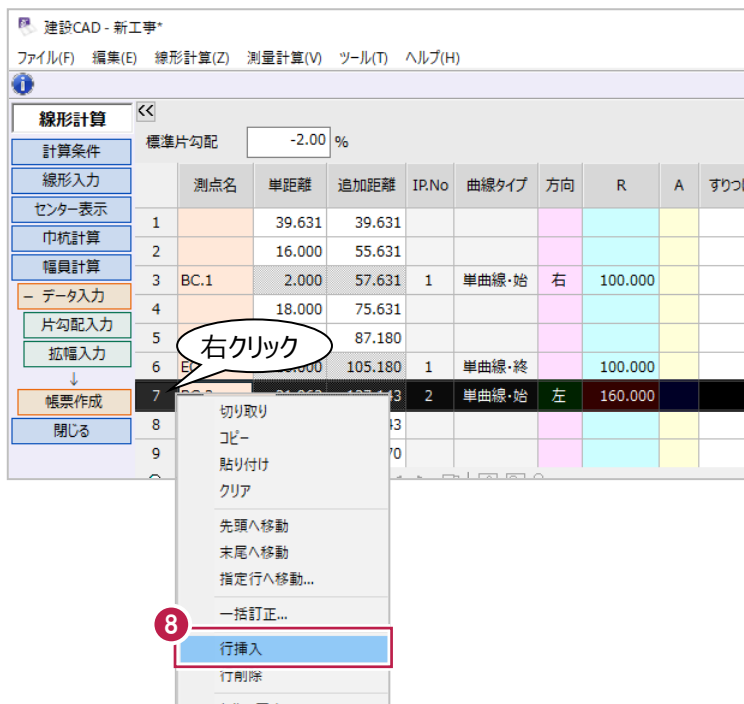 建設CAD - 新工事*
ファイル(F) 編集(E) 線形計算(Z) 測量計算(V) ツール(T) ヘルプ(H)
線形計算
計算条件
線形入力
センター表示
巾杭計算
幅員計算
− データ入力
片勾配入力
拡幅入力
↓
帳票作成
閉じる
<<
標準片勾配 -2.00 %
測点名 単距離 追加距離 IP.No 曲線タイプ 方向 R A すりつ
1 39.631 39.631
2 16.000 55.631
3 BC.1 2.000 57.631 1 単曲線・始 右 100.000
4 18.000 75.631
5 87.180
6 105.180 1 単曲線・終 100.000
7 2 単曲線・始 左 160.000
8
9
右クリック
切り取り
コピー
貼り付け
クリア
先頭へ移動
末尾へ移動
指定行へ移動...
一括訂正...
8
行挿入
行削除